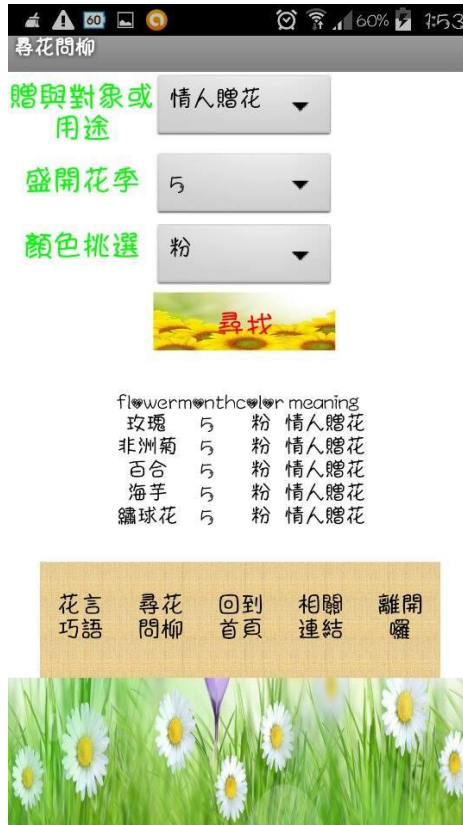 60 60% 1:53
尋花問柳
贈與對象或
用途
情人贈花
盛開花季
5
顏色挑選
粉
尋找
flowermonthcolor meaning
玫瑰 5 粉 情人贈花
非洲菊 5 粉 情人贈花
百合 5 粉 情人贈花
海芋 5 粉 情人贈花
繡球花 5 粉 情人贈花
花言 尋花 回到 相關 離開
巧語 問柳 首頁 連結 囉